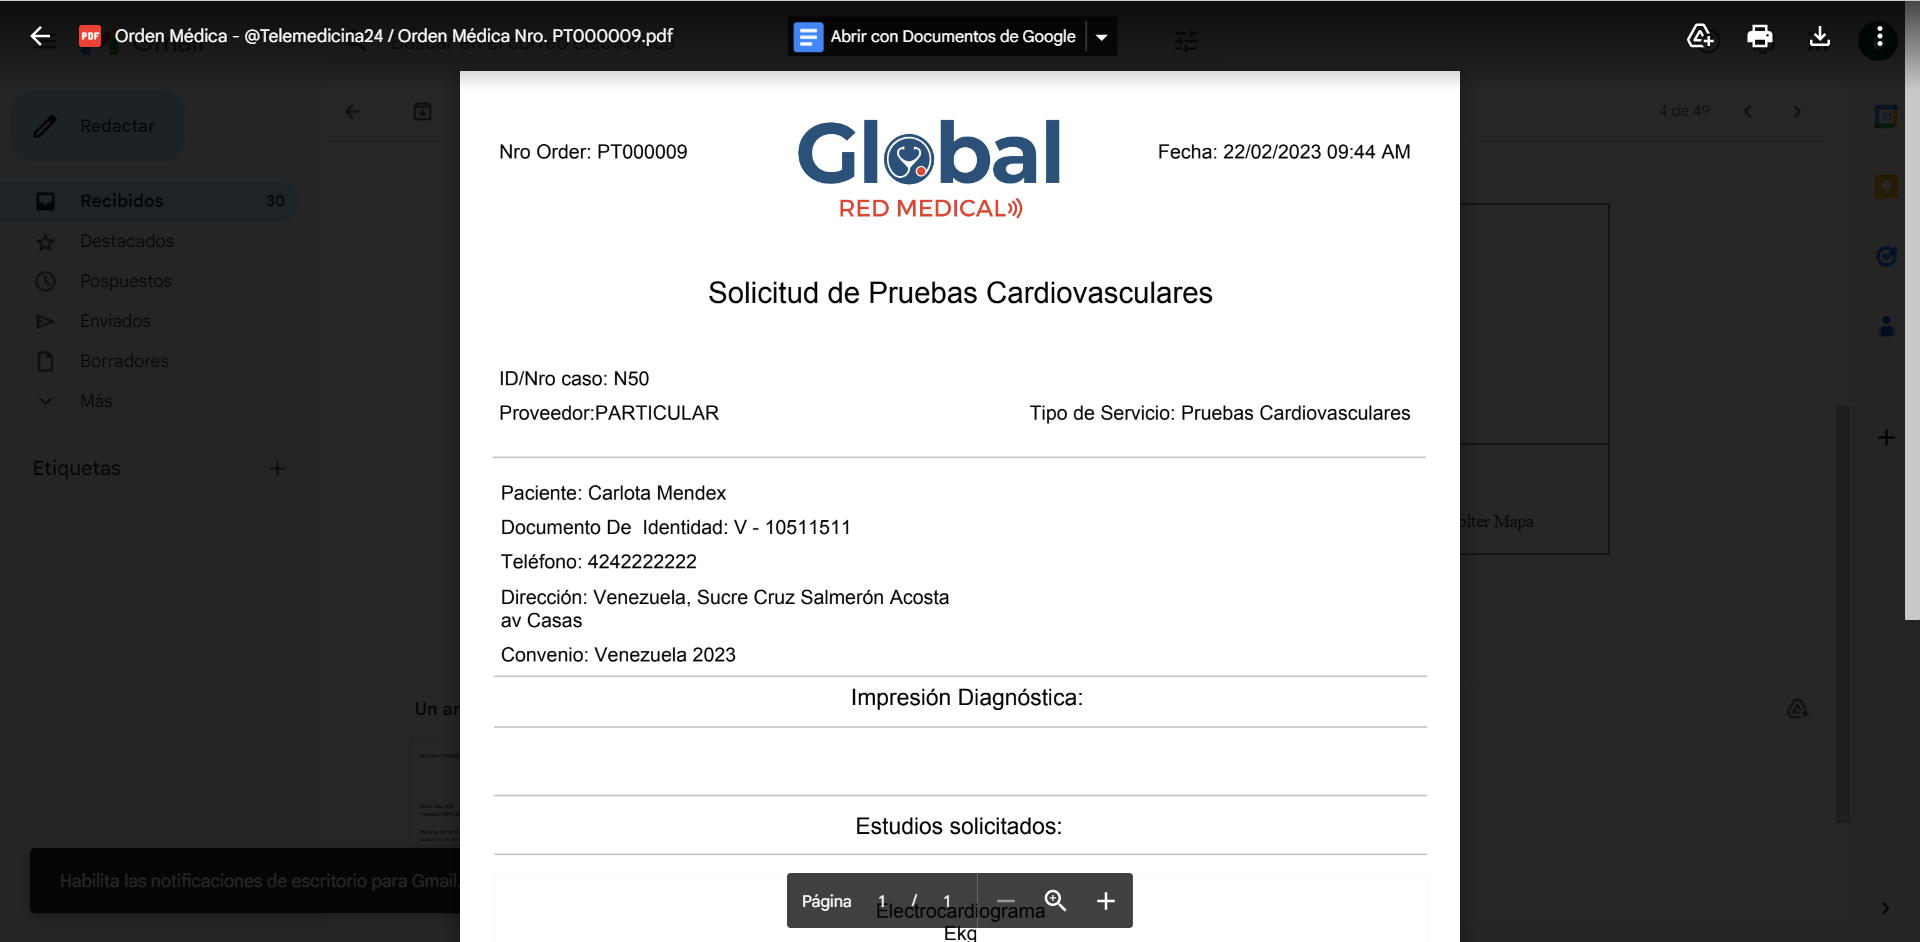 Orden Médica - @Telemedicina24 / Orden Médica Nro. PT000009.pdf
Abrir con Documentos de Google
Redactar
4 de 49
Recibidos 30
Destacados
Pospuestos
Enviados
Borradores
Más
Etiquetas
Nro Order: PT000009
Global
RED MEDICAL
Fecha: 22/02/2023 09:44 AM
Solicitud de Pruebas Cardiovasculares
ID/Nro caso: N50
Proveedor:PARTICULAR
Tipo de Servicio: Pruebas Cardiovasculares
Paciente: Carlota Mendex
Documento De  Identidad: V - 10511511
Teléfono: 4242222222
Dirección: Venezuela, Sucre Cruz Salmerón Acosta
av Casas
Convenio: Venezuela 2023
Impresión Diagnóstica:
Estudios solicitados:
Electrocardiograma
Ekg
Página 1 / 1
Mapa
Un
Habilita las notificaciones de escritorio para Gmail.
31
PDF